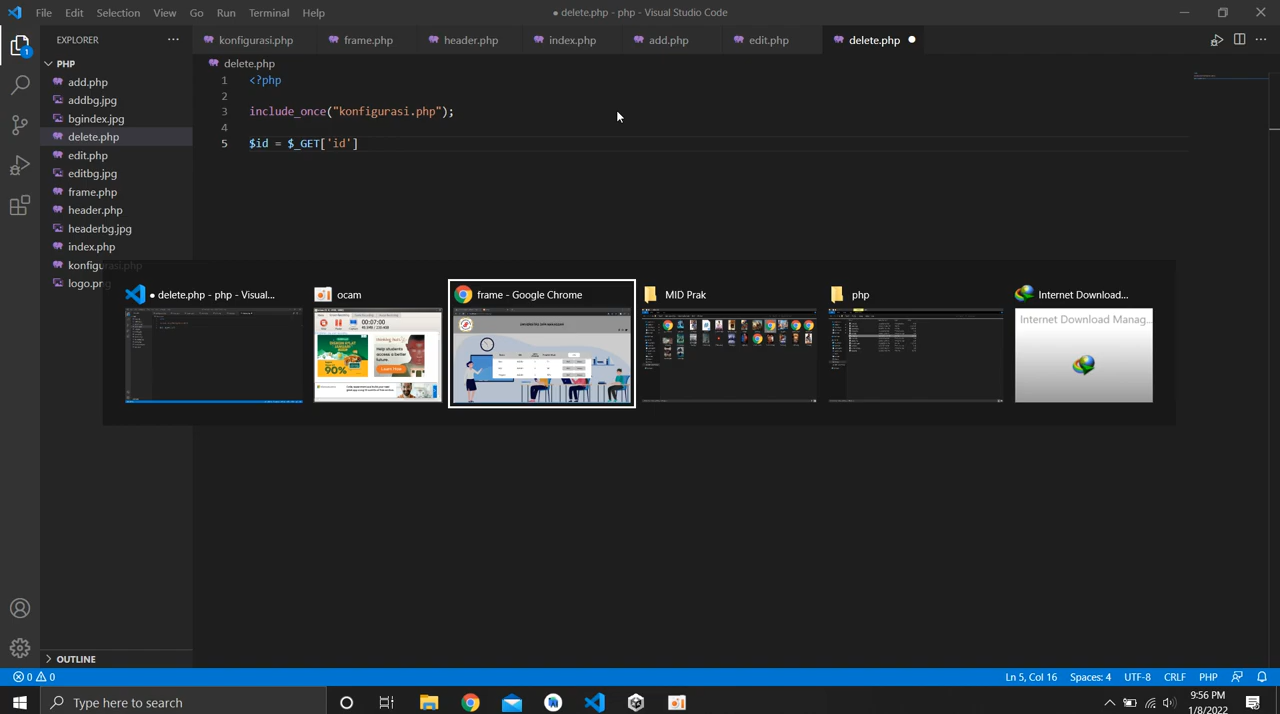 File Edit Selection View Go Run Terminal Help
● delete.php - php - Visual Studio Code
EXPLORER
konfigurasi.php frame.php header.php index.php add.php edit.php delete.php
PHP
delete.php
add.php
addbg.jpg
bgindex.jpg
delete.php
edit.php
editbg.jpg
frame.php
header.php
headerbg.jpg
index.php
konfigurasi.php
logo.png
1 <?php
2
3 include_once("konfigurasi.php");
4
5 $id = $_GET['id']
● delete.php - php - Visual...
ocam
frame - Google Chrome
MID Prak
php
Internet Download...
00:07:00
90%
Internet Download Manag...
OUTLINE
0 0
Ln 5, Col 16 Spaces: 4 UTF-8 CRLF PHP
Type here to search
9:56 PM
1/8/2022